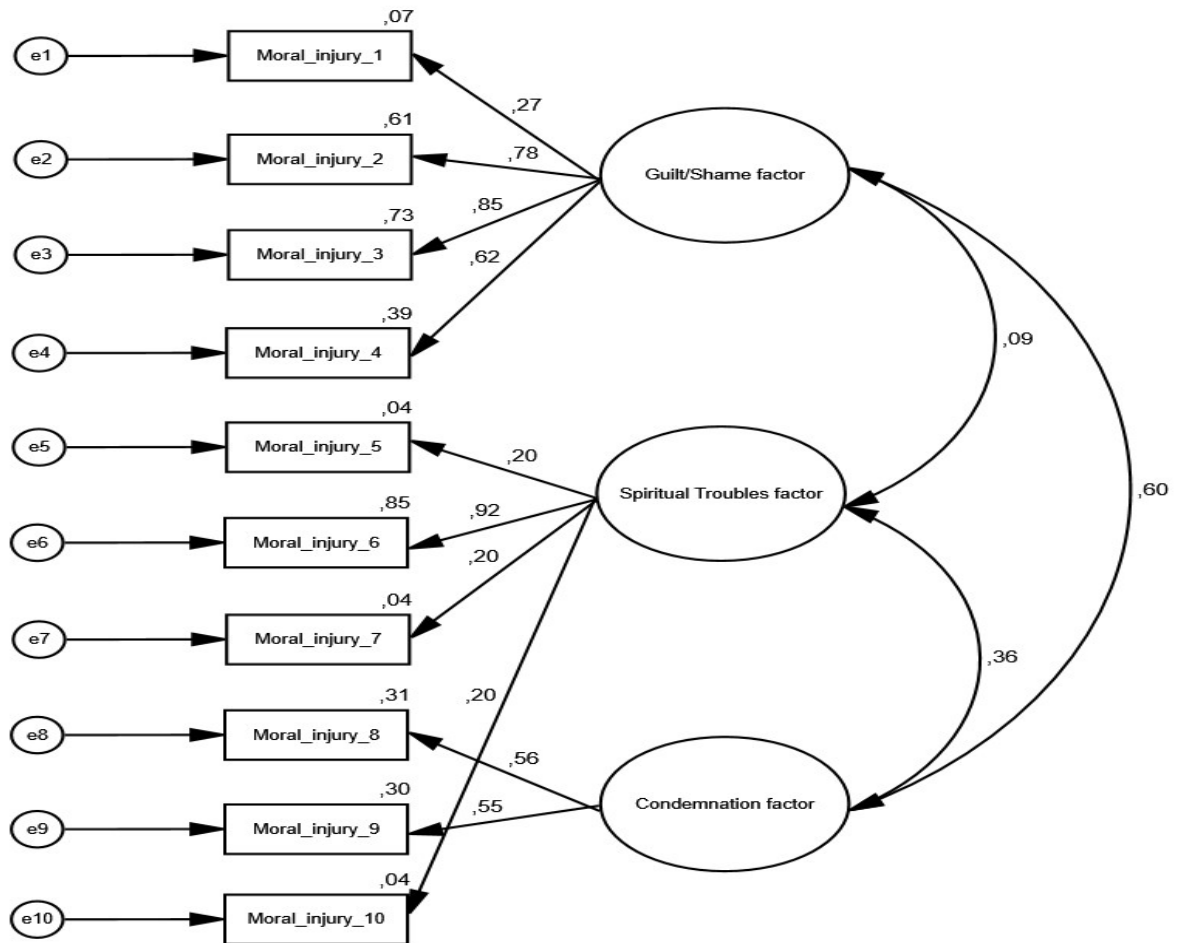 ,07
e1
Moral_injury_1
,27
,61
e2
Moral_injury_2
,78
Guilt/Shame factor
,73
e3
Moral_injury_3
,85
,62
,39
e4
Moral_injury_4
,09
,04
e5
Moral_injury_5
,20
,85
e6
Moral_injury_6
,92
Spiritual Troubles factor
,60
,20
,04
e7
Moral_injury_7
,36
,20
,31
e8
Moral_injury_8
,56
,30
e9
Moral_injury_9
,55
Condemnation factor
,04
e10
Moral_injury_10